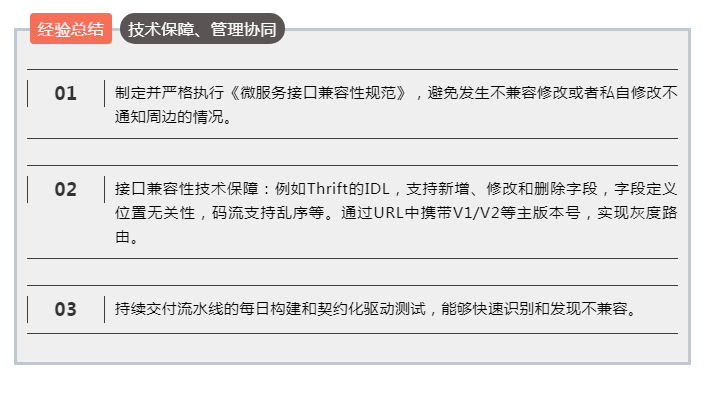 经验总结 技术保障、管理协同
01 制定并严格执行《微服务接口兼容性规范》，避免发生不兼容修改或者私自修改不
通知周边的情况。
02 接口兼容性技术保障：例如Thrift的IDL，支持新增、修改和删除字段，字段定义
位置无关性，码流支持乱序等。通过URL中携带V1/V2等主版本号，实现灰度路
由。
03 持续交付流水线的每日构建和契约化驱动测试，能够快速识别和发现不兼容。